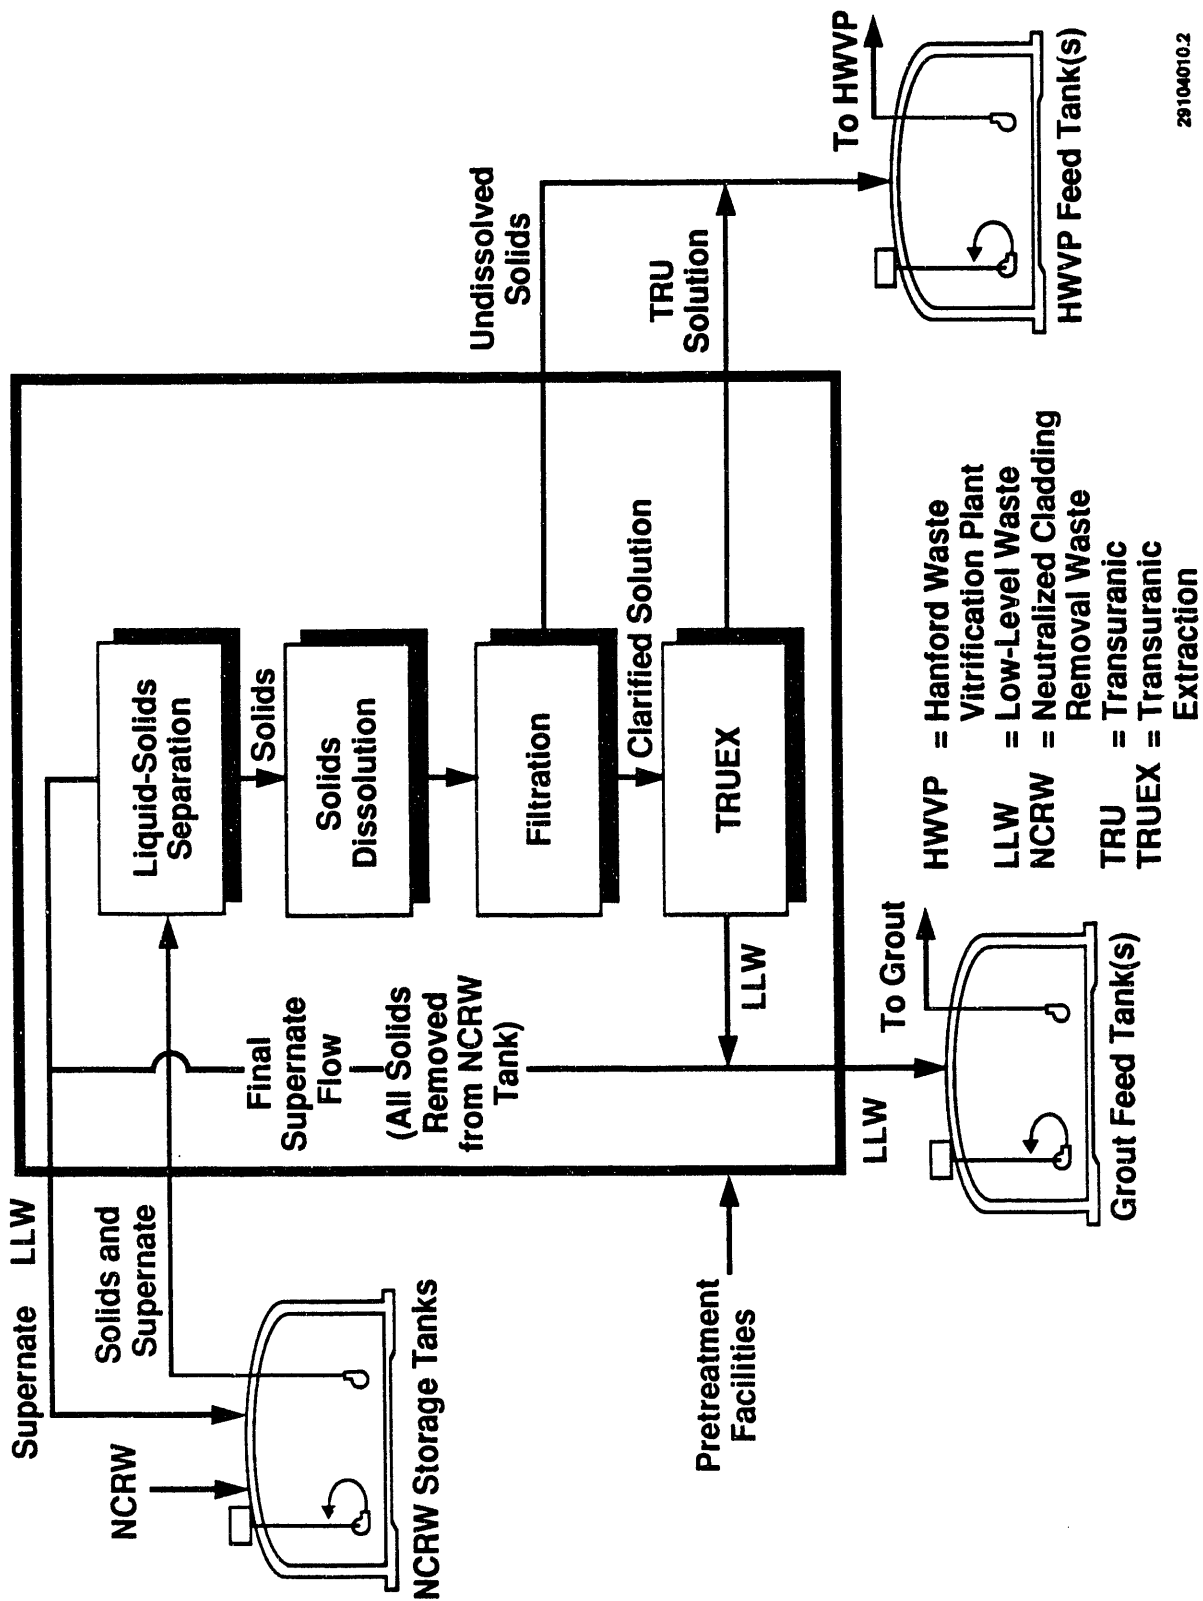 Supernate LLW
NCRW
Solids and
Supernate
NCRW Storage Tanks
Pretreatment
Facilities
Final
Supernate
Flow
(All Solids
Removed
from NCRW
Tank)
Liquid-Solids
Separation
Solids
Solids
Dissolution
Filtration
Clarified Solution
TRUEX
LLW
LLW
Undissolved
Solids
TRU
Solution
To Grout
Grout Feed Tank(s)
To HWVP
HWVP Feed Tank(s)
HWVP = Hanford Waste
Vitrification Plant
LLW = Low-Level Waste
NCRW = Neutralized Cladding
Removal Waste
TRU = Transuranic
TRUEX = Transuranic
Extraction
29104010.2